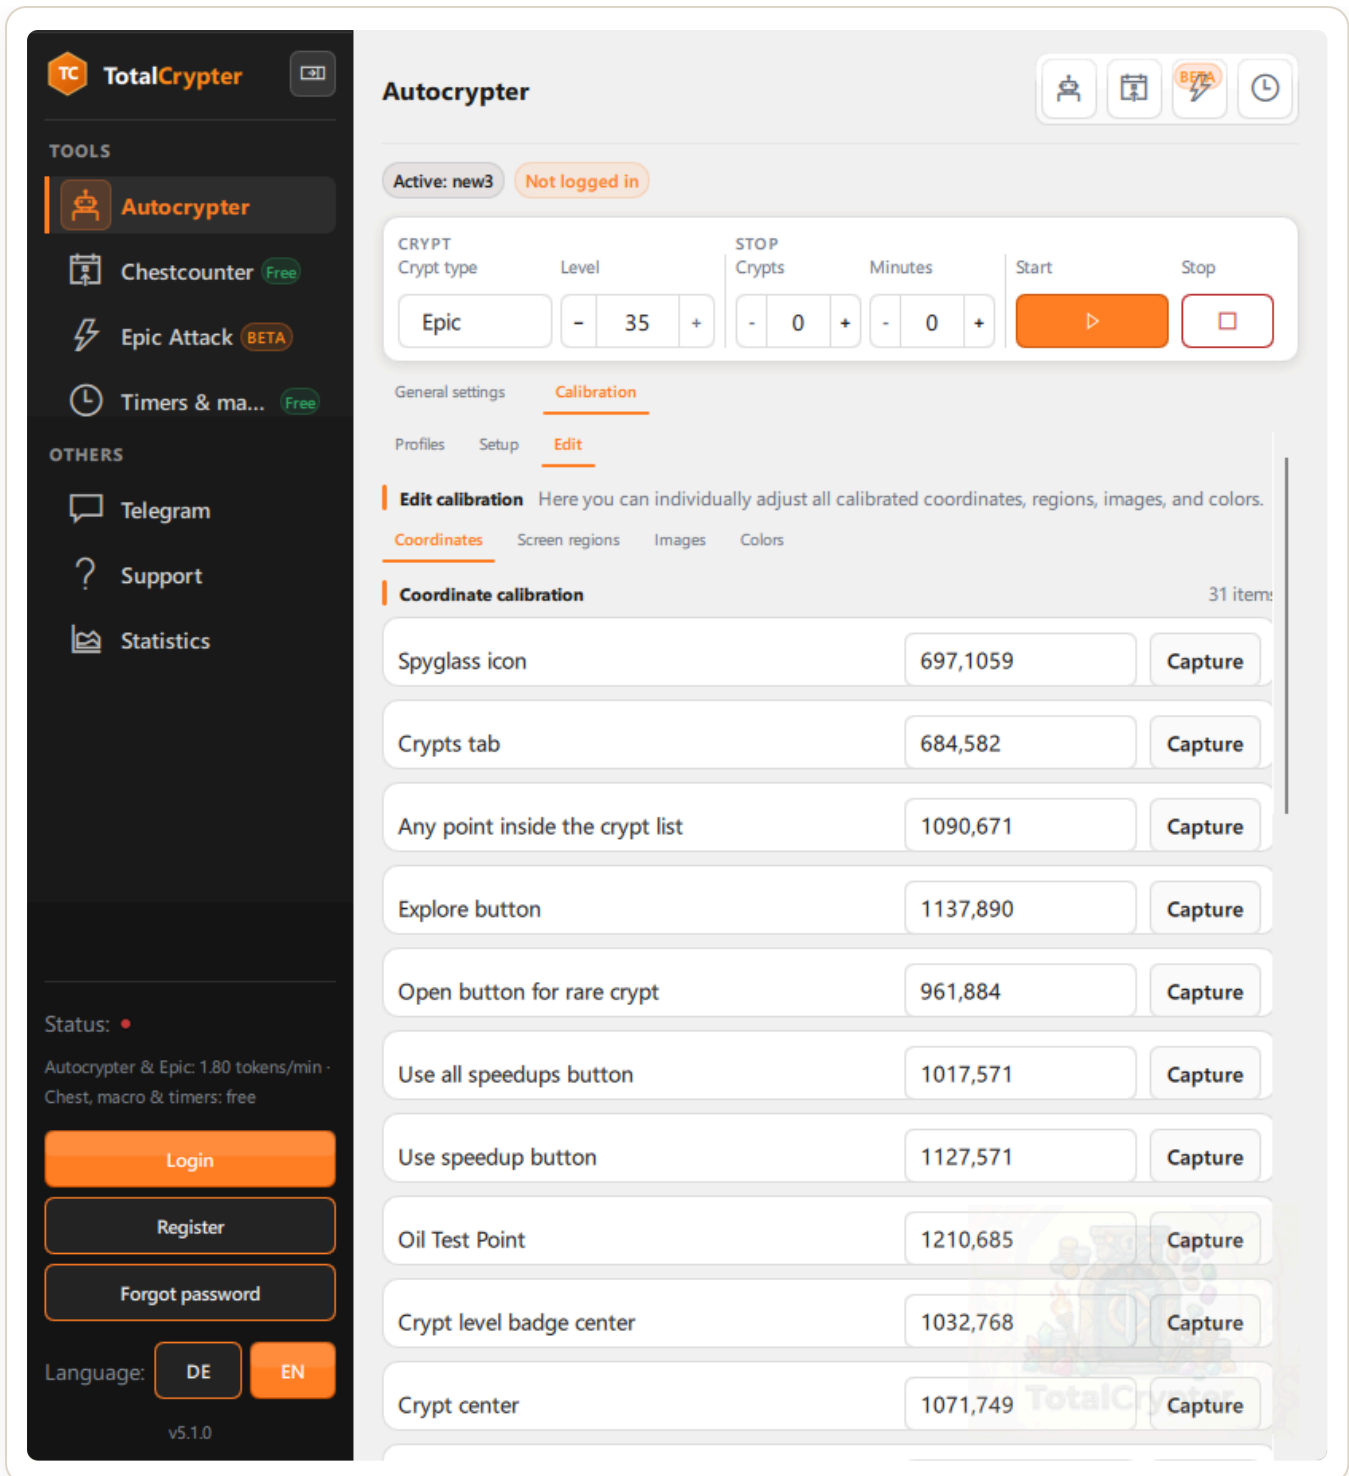 TC TotalCrypter
TOOLS
Autocrypter
Chestcounter Free
Epic Attack BETA
Timers & ma... Free
OTHERS
Telegram
Support
Statistics
Status:
Autocrypter & Epic: 1.80 tokens/min ·
Chest, macro & timers: free
Login
Register
Forgot password
Language: DE EN
v5.1.0
Autocrypter
BETA
Active: new3 Not logged in
CRYPT STOP
Crypt type Level Crypts Minutes Start Stop
Epic - 35 + - 0 + - 0 +
General settings Calibration
Profiles Setup Edit
Edit calibration Here you can individually adjust all calibrated coordinates, regions, images, and colors.
Coordinates Screen regions Images Colors
Coordinate calibration 31 items
Spyglass icon 697,1059 Capture
Crypts tab 684,582 Capture
Any point inside the crypt list 1090,671 Capture
Explore button 1137,890 Capture
Open button for rare crypt 961,884 Capture
Use all speedups button 1017,571 Capture
Use speedup button 1127,571 Capture
Oil Test Point 1210,685 Capture
Crypt level badge center 1032,768 Capture
Crypt center 1071,749 Capture
TotalCrypter